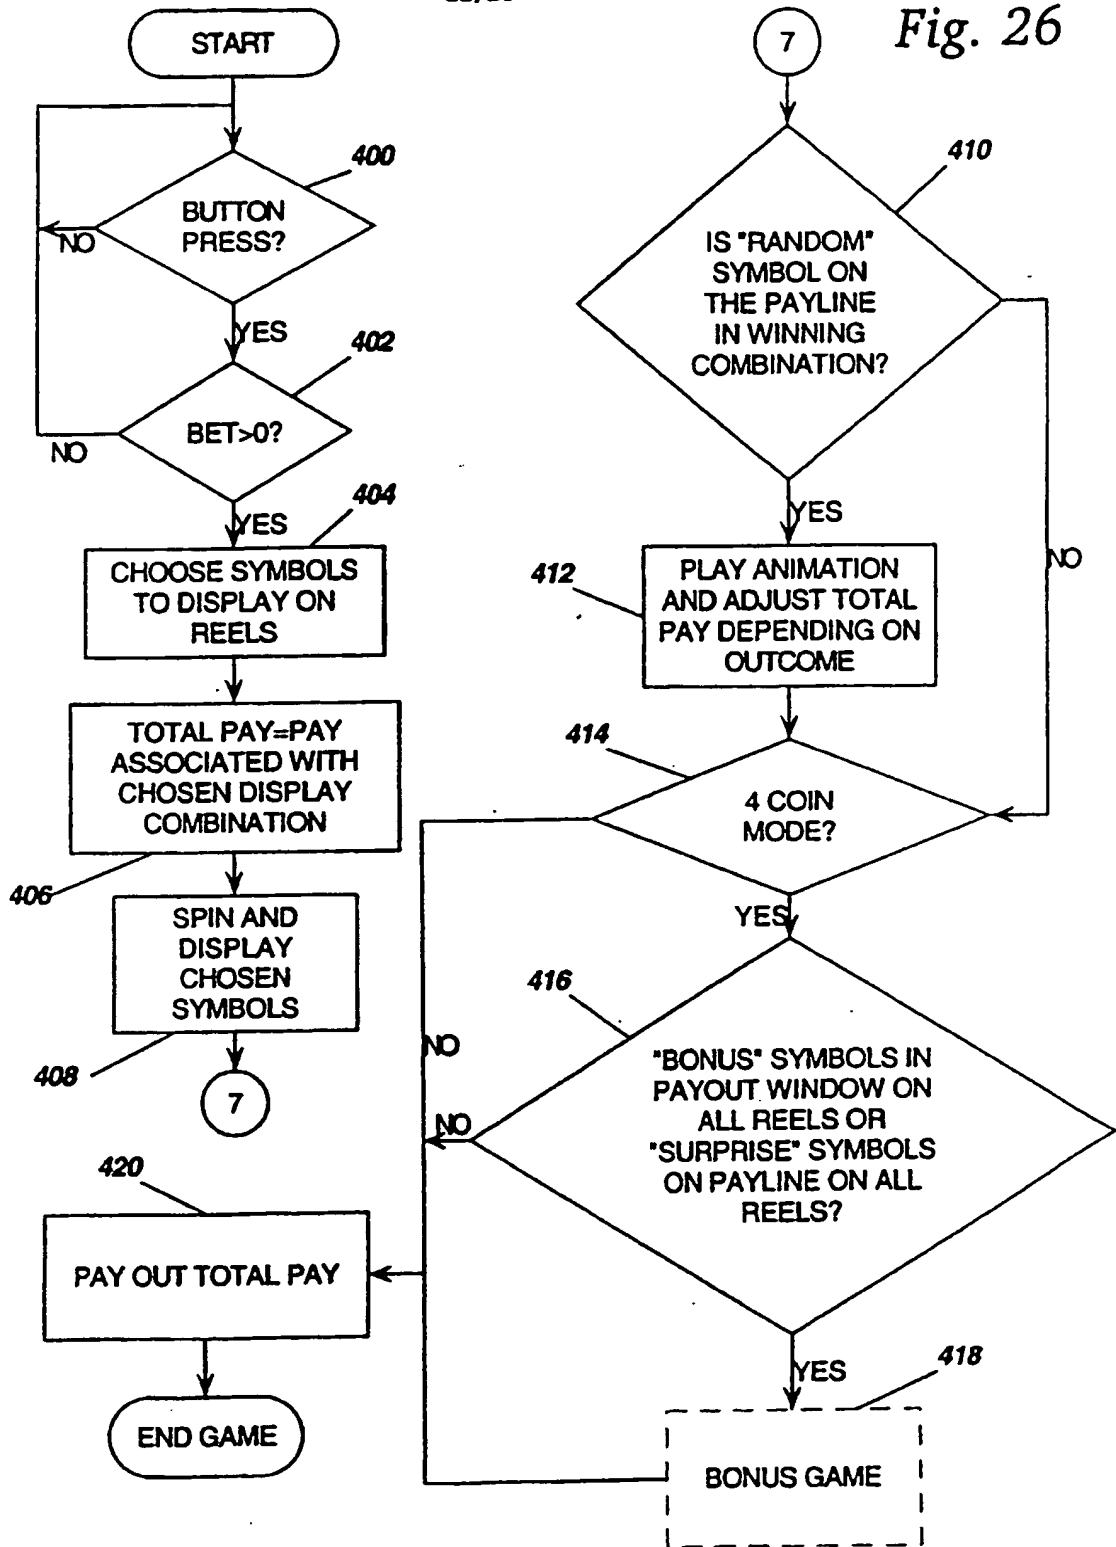 Fig. 26
START
400
BUTTON
PRESS?
NO
YES
402
BET>0?
NO
YES
404
CHOOSE SYMBOLS
TO DISPLAY ON
REELS
TOTAL PAY=PAY
ASSOCIATED WITH
CHOSEN DISPLAY
COMBINATION
406
SPIN AND
DISPLAY
CHOSEN
SYMBOLS
408
7
7
410
IS "RANDOM"
SYMBOL ON
THE PAYLINE
IN WINNING
COMBINATION?
YES
NO
412
PLAY ANIMATION
AND ADJUST TOTAL
PAY DEPENDING ON
OUTCOME
414
4 COIN
MODE?
YES
NO
416
"BONUS" SYMBOLS IN
PAYOUT WINDOW ON
ALL REELS OR
"SURPRISE" SYMBOLS
ON PAYLINE ON ALL
REELS?
NO
YES
418
BONUS GAME
420
PAY OUT TOTAL PAY
END GAME